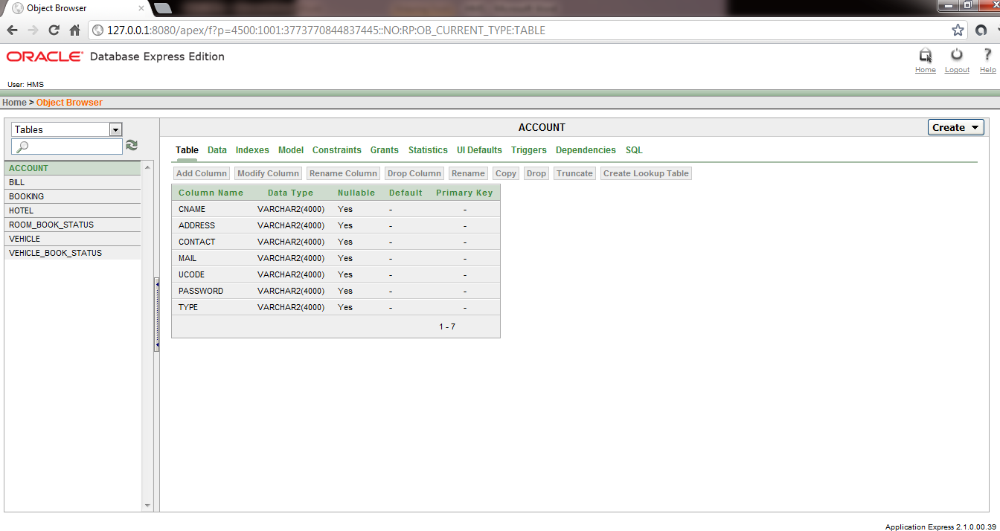 Object Browser
127.0.0.1:8080/apex/f?p=4500:1001:3773770844837445::NO:RP:OB_CURRENT_TYPE:TABLE
ORACLE Database Express Edition
Home Logout Help
User: HMS
Home > Object Browser
Tables
ACCOUNT
Create
Table Data Indexes Model Constraints Grants Statistics UI Defaults Triggers Dependencies SQL
Add Column Modify Column Rename Column Drop Column Rename Copy Drop Truncate Create Lookup Table
ACCOUNT
BILL
BOOKING
HOTEL
ROOM_BOOK_STATUS
VEHICLE
VEHICLE_BOOK_STATUS
Column Name Data Type Nullable Default Primary Key
CNAME VARCHAR2(4000) Yes - -
ADDRESS VARCHAR2(4000) Yes - -
CONTACT VARCHAR2(4000) Yes - -
MAIL VARCHAR2(4000) Yes - -
UCODE VARCHAR2(4000) Yes - -
PASSWORD VARCHAR2(4000) Yes - -
TYPE VARCHAR2(4000) Yes - -
1 - 7
Application Express 2.1.0.00.39